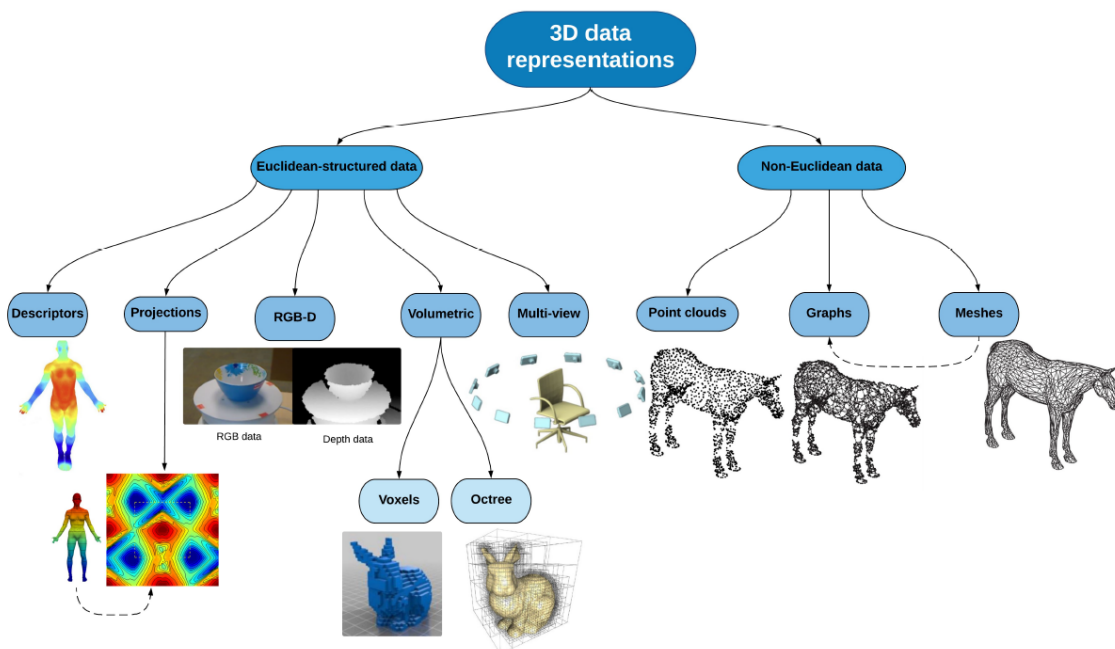 3D data
representations
Euclidean-structured data
Non-Euclidean data
Descriptors
Projections
RGB-D
Volumetric
Multi-view
Point clouds
Graphs
Meshes
RGB data
Depth data
Voxels
Octree